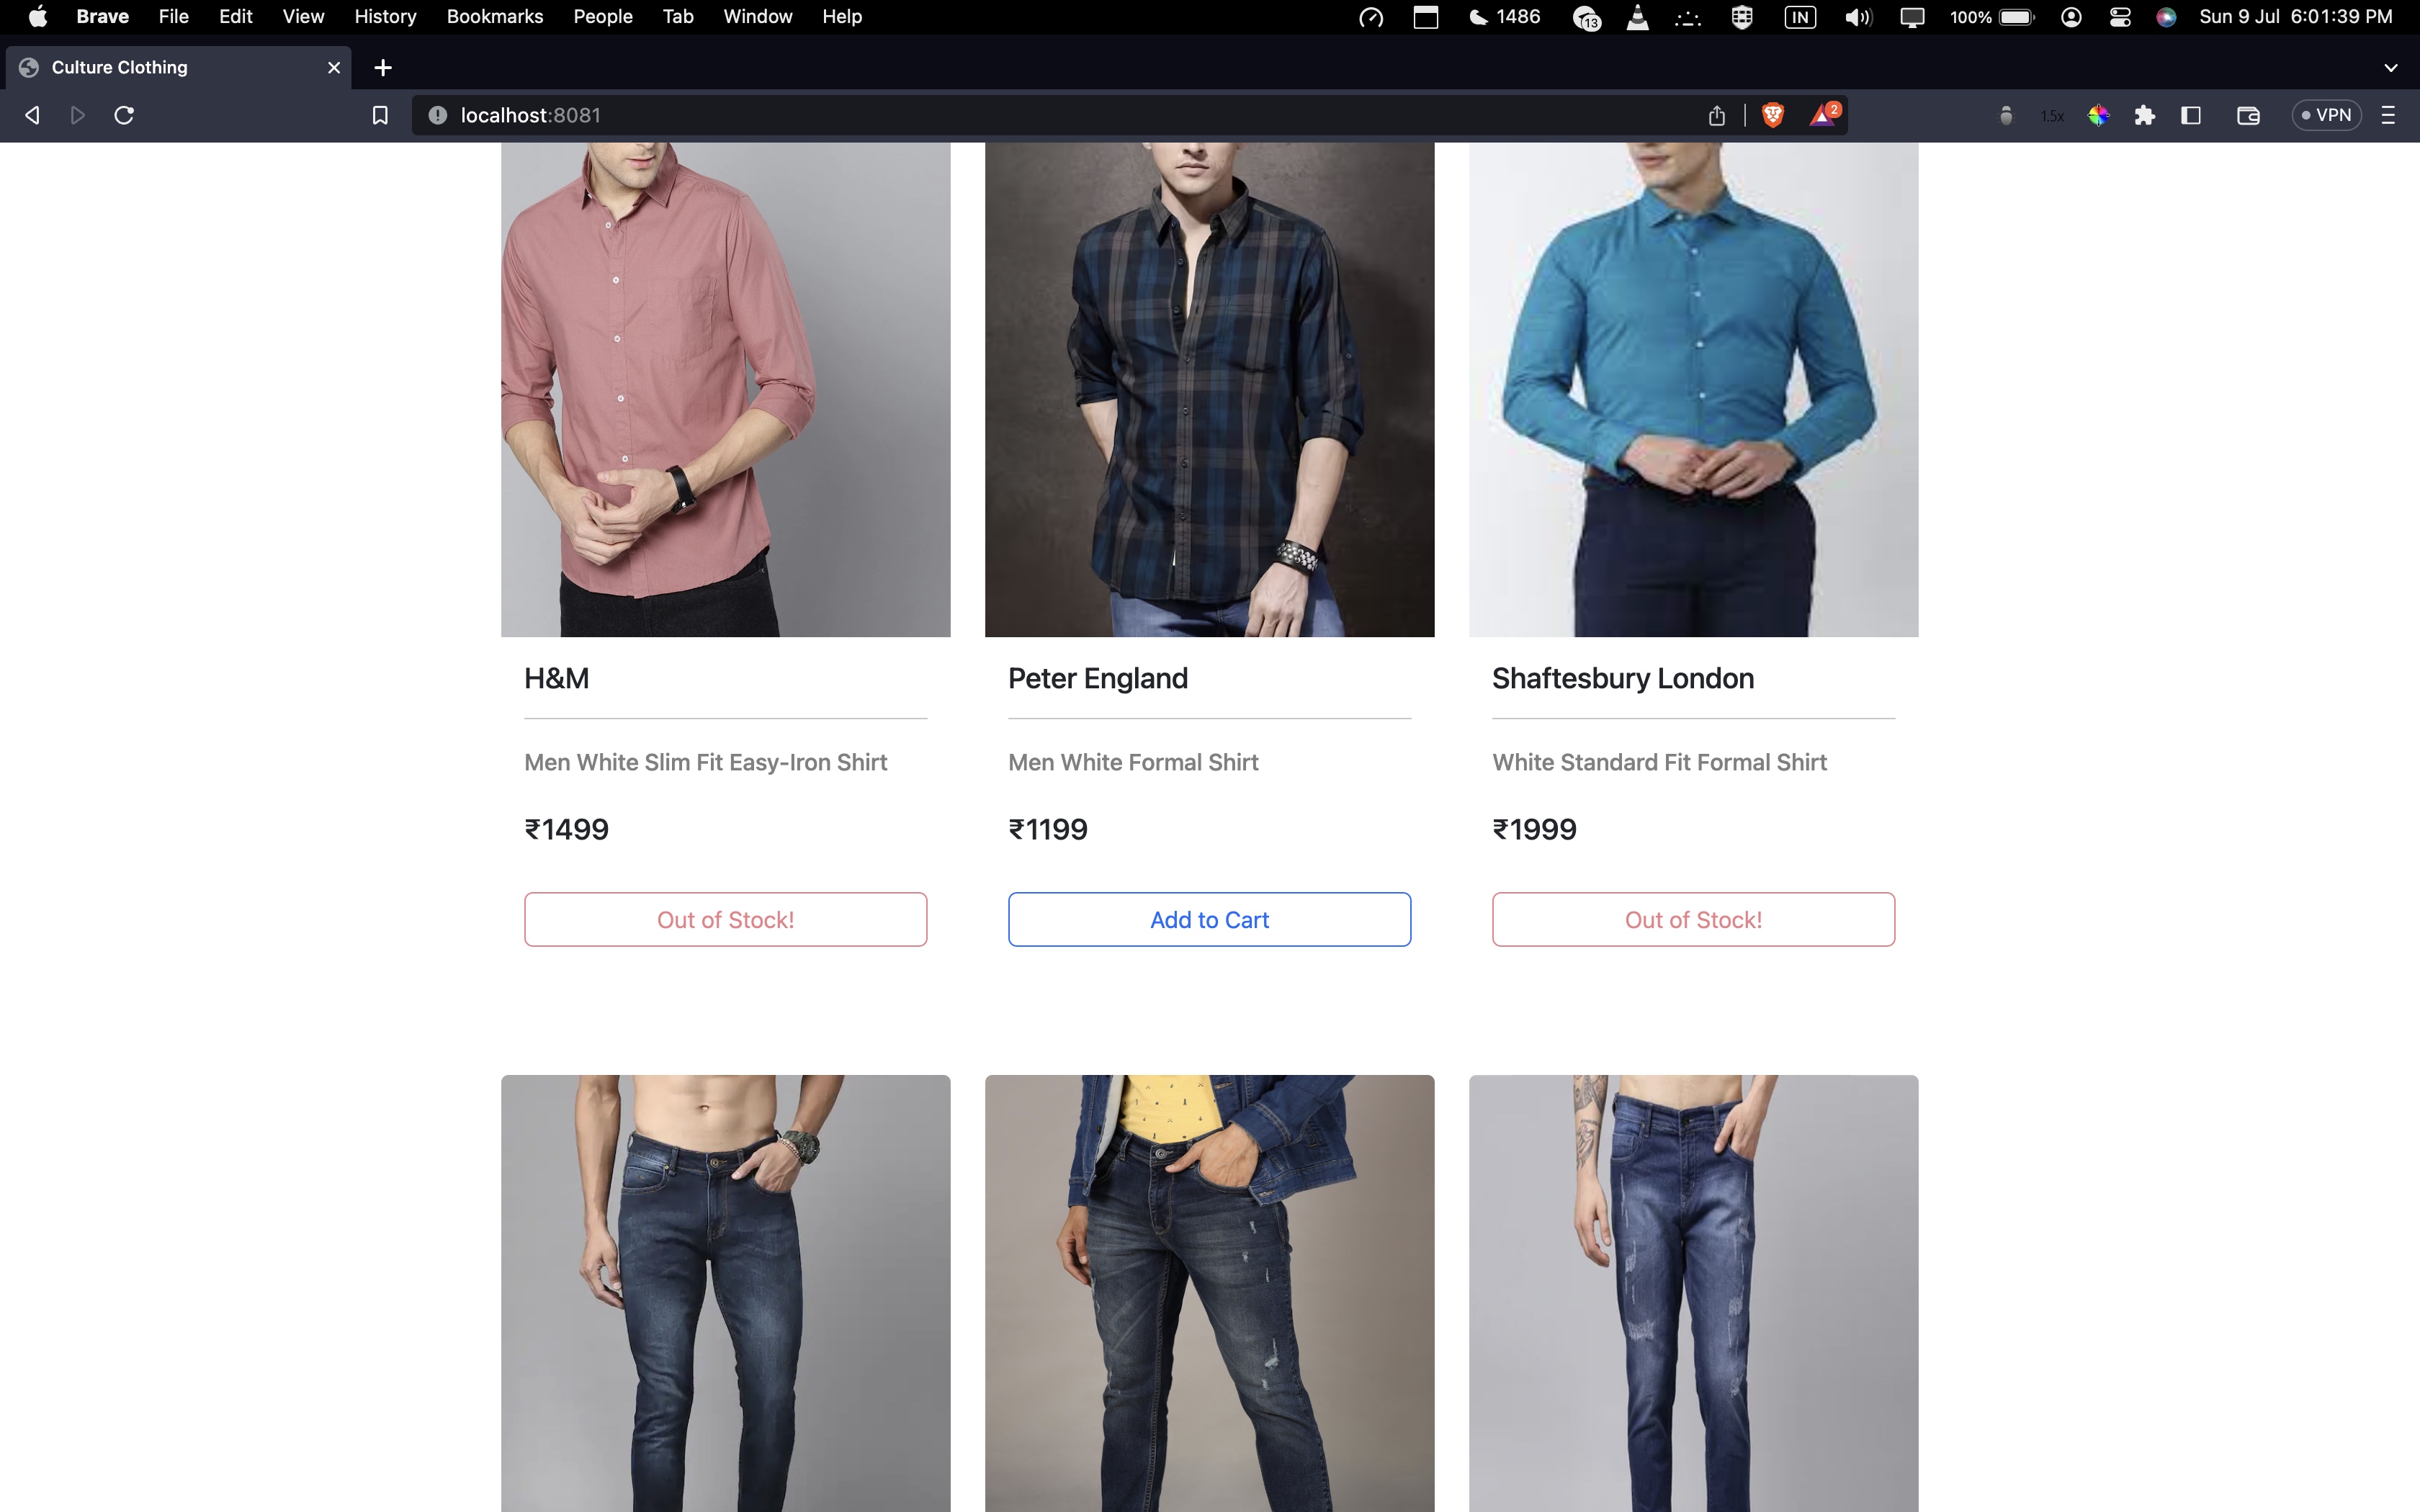 Brave File Edit View History Bookmarks People Tab Window Help 1486 13 IN 100% Sun 9 Jul 6:01:39 PM
Culture Clothing
localhost:8081 2 1.5x VPN
H&M Peter England Shaftesbury London
Men White Slim Fit Easy-Iron Shirt Men White Formal Shirt White Standard Fit Formal Shirt
₹1499 ₹1199 ₹1999
Out of Stock! Add to Cart Out of Stock!